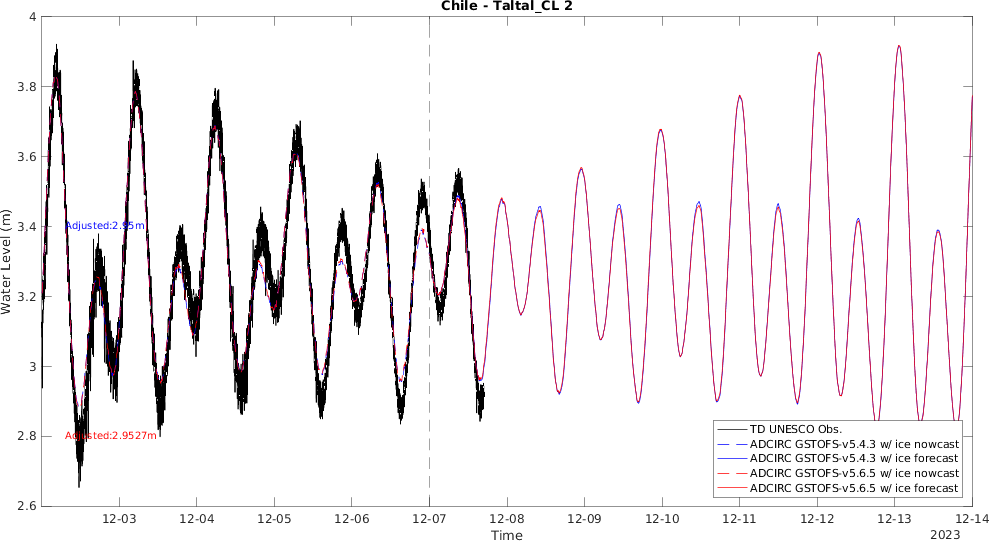 Chile - Taltal_CL 2
4
3.8
3.6
3.4
3.2
3
2.8
2.6
Water Level (m)
Adjusted:2.95m
Adjusted:2.9527m
TD UNESCO Obs.
ADCIRC GSTOFS-v5.4.3 w/ ice nowcast
ADCIRC GSTOFS-v5.4.3 w/ ice forecast
ADCIRC GSTOFS-v5.6.5 w/ ice nowcast
ADCIRC GSTOFS-v5.6.5 w/ ice forecast
12-03 12-04 12-05 12-06 12-07 12-08 12-09 12-10 12-11 12-12 12-13 12-14
Time
2023